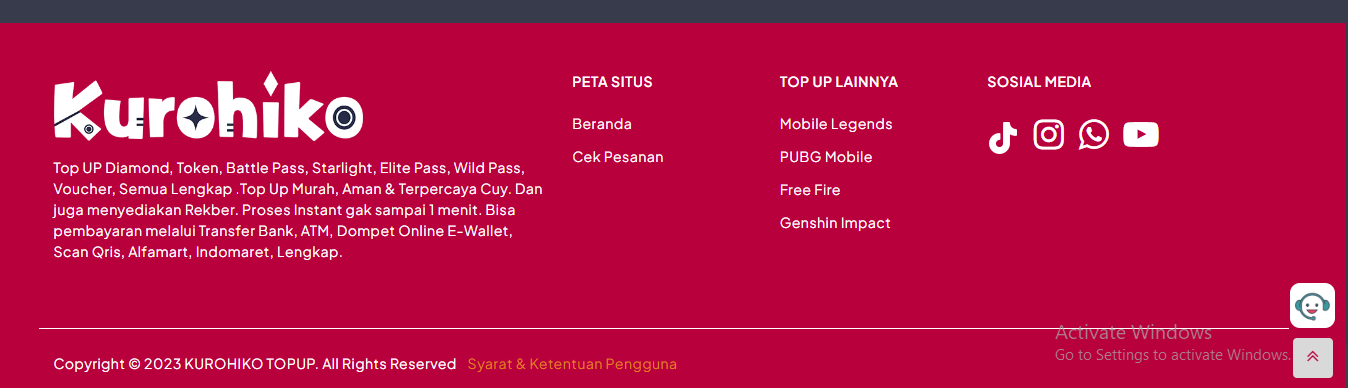 Kurohiko
Top UP Diamond, Token, Battle Pass, Starlight, Elite Pass, Wild Pass,
Voucher, Semua Lengkap .Top Up Murah, Aman & Terpercaya Cuy. Dan
juga menyediakan Rekber. Proses Instant gak sampai 1 menit. Bisa
pembayaran melalui Transfer Bank, ATM, Dompet Online E-Wallet,
Scan Qris, Alfamart, Indomaret, Lengkap.
PETA SITUS
Beranda
Cek Pesanan
TOP UP LAINNYA
Mobile Legends
PUBG Mobile
Free Fire
Genshin Impact
SOSIAL MEDIA
Activate Windows
Go to Settings to activate Windows.
Copyright © 2023 KUROHIKO TOPUP. All Rights Reserved Syarat & Ketentuan Pengguna